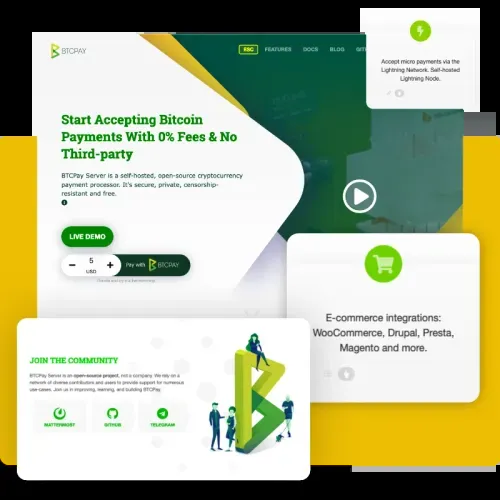 BTCPAY
RBC FEATURES DOCS BLOG
Accept micro payments via the
Lightning Network. Self-hosted
Lightning Node.
Start Accepting Bitcoin
Payments With 0% Fees & No
Third-party
BTCPay Server is a self-hosted, open-source cryptocurrency
payment processor. It's secure, private, censorship-
resistant and free.
LIVE DEMO
− 5 + Pay with BTCPAY
USD
E-commerce integrations:
WooCommerce, Drupal, Presta,
Magento and more.
JOIN THE COMMUNITY
BTCPay Server is an open-source project, not a company. We rely on a
network of diverse contributors and users to provide support for numerous
use-cases. Join us in improving, learning, and building BTCPay.
MATTERMOST GITHUB TELEGRAM